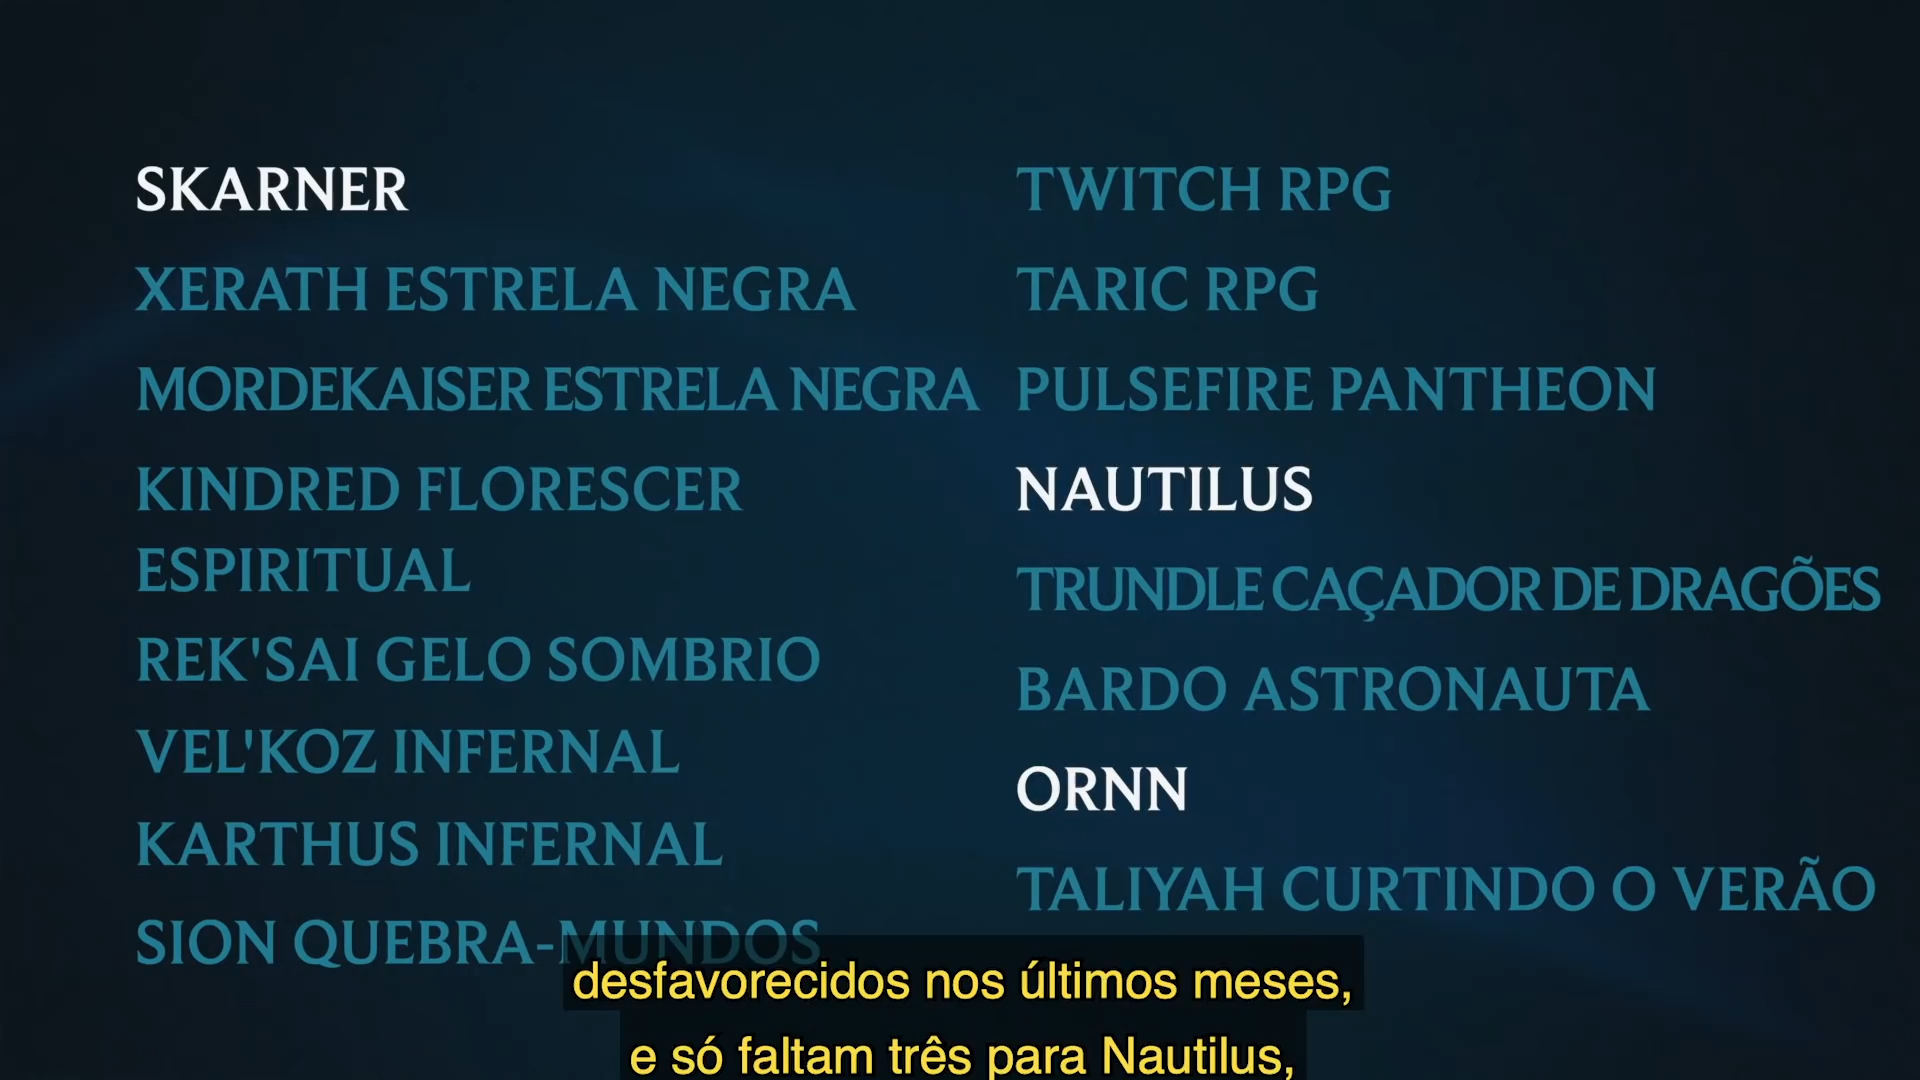 SKARNER
XERATH ESTRELA NEGRA
MORDEKAISER ESTRELA NEGRA
KINDRED FLORESCER
ESPIRITUAL
REK'SAI GELO SOMBRIO
VEL'KOZ INFERNAL
KARTHUS INFERNAL
SION QUEBRA-MUNDOS
TWITCH RPG
TARIC RPG
PULSEFIRE PANTHEON
NAUTILUS
TRUNDLE CAÇADOR DE DRAGÕES
BARDO ASTRONAUTA
ORNN
TALIYAH CURTINDO O VERÃO
desfavorecidos nos últimos meses,
e só faltam três para Nautilus,